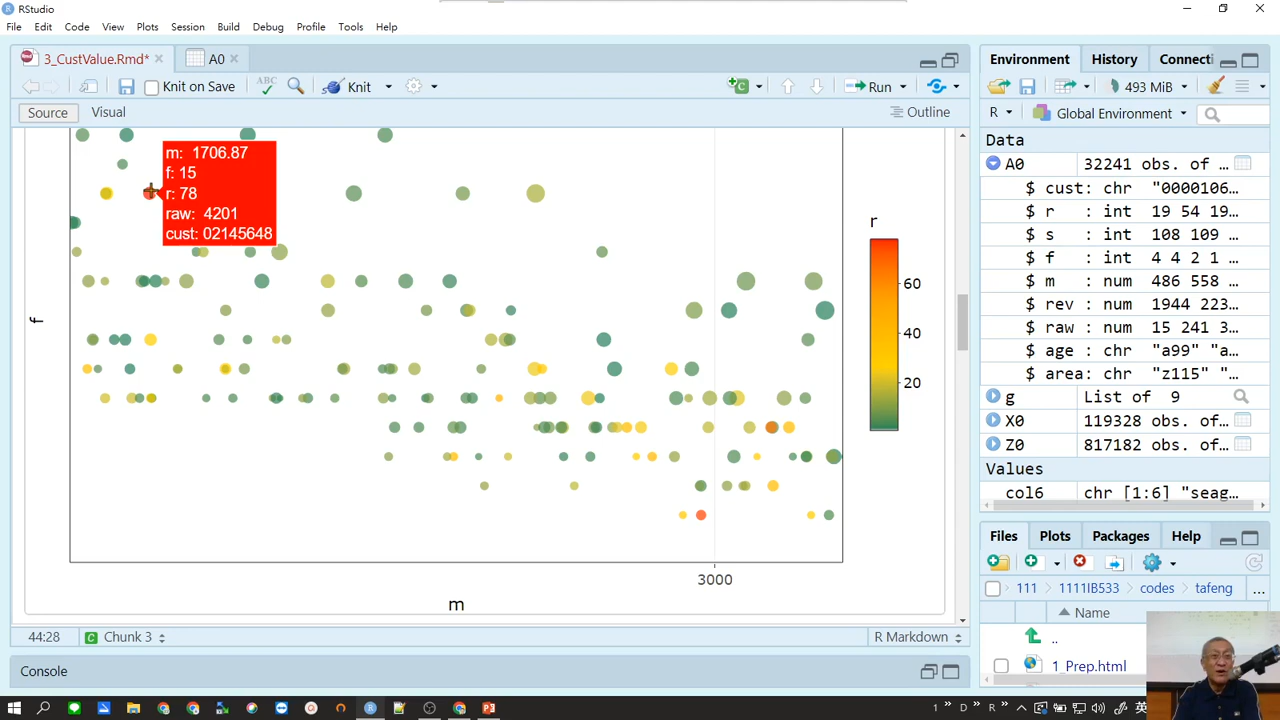 RStudio
File Edit Code View Plots Session Build Debug Profile Tools Help
3_CustValue.Rmd* A0
Knit on Save ABC Knit Run
Source Visual Outline
m: 1706.87
f: 15
r: 78
raw: 4201
cust: 02145648
f
r
60
40
20
3000
m
44:28 Chunk 3 R Markdown
Console
Environment History Connecti
493 MiB
R Global Environment
Data
A0 32241 obs. of …
$ cust: chr "0000106…
$ r : int 19 54 19…
$ s : int 108 109 …
$ f : int 4 4 2 1 …
$ m : num 486 558 …
$ rev : num 1944 223…
$ raw : num 15 241 3…
$ age : chr "a99" "a…
$ area: chr "z115" "…
g List of 9
X0 119328 obs. of…
Z0 817182 obs. of…
Values
col6 chr [1:6] "seag…
Files Plots Packages Help
111 1111IB533 codes tafeng …
Name
..
1_Prep.html
1 D R 英